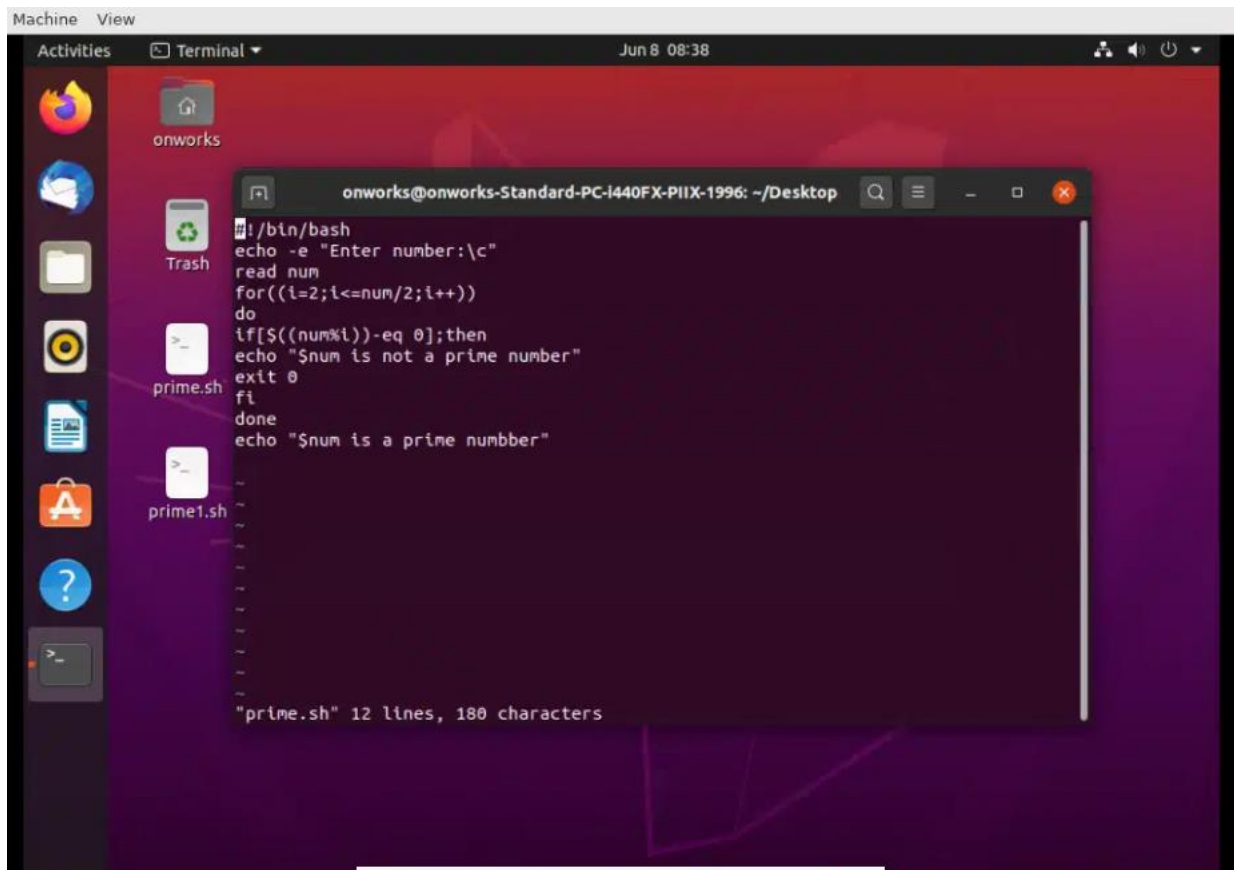 Machine View
Activities Terminal Jun 8 08:38
onworks
Trash
prime.sh
prime1.sh
onworks@onworks-Standard-PC-i440FX-PIIX-1996: ~/Desktop
#!/bin/bash
echo -e "Enter number:\c"
read num
for((i=2;i<=num/2;i++))
do
if[$((num%i))-eq 0];then
echo "$num is not a prime number"
exit 0
fi
done
echo "$num is a prime numbber"
~
~
~
~
~
~
~
~
~
~
~
"prime.sh" 12 lines, 180 characters